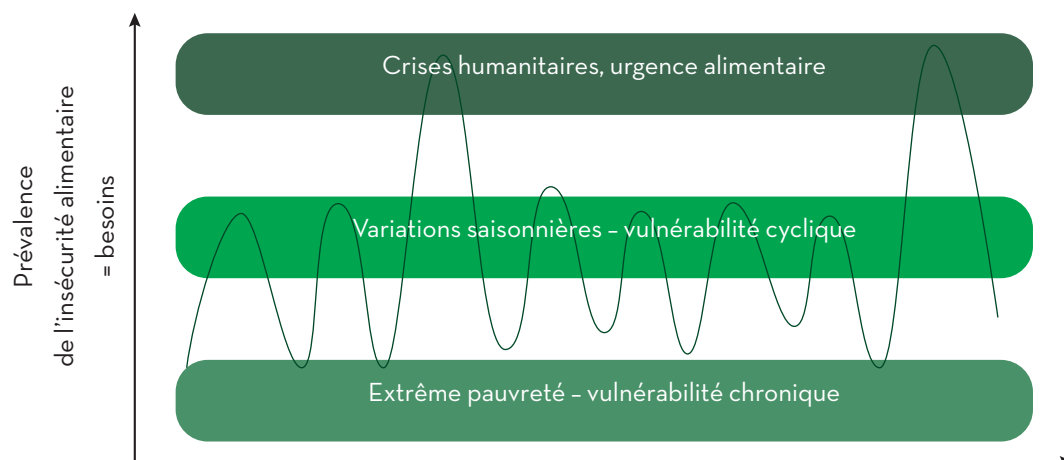 Prévalence
de l'insécurité alimentaire
= besoins
Crises humanitaires, urgence alimentaire
Variations saisonnières – vulnérabilité cyclique
Extrême pauvreté – vulnérabilité chronique